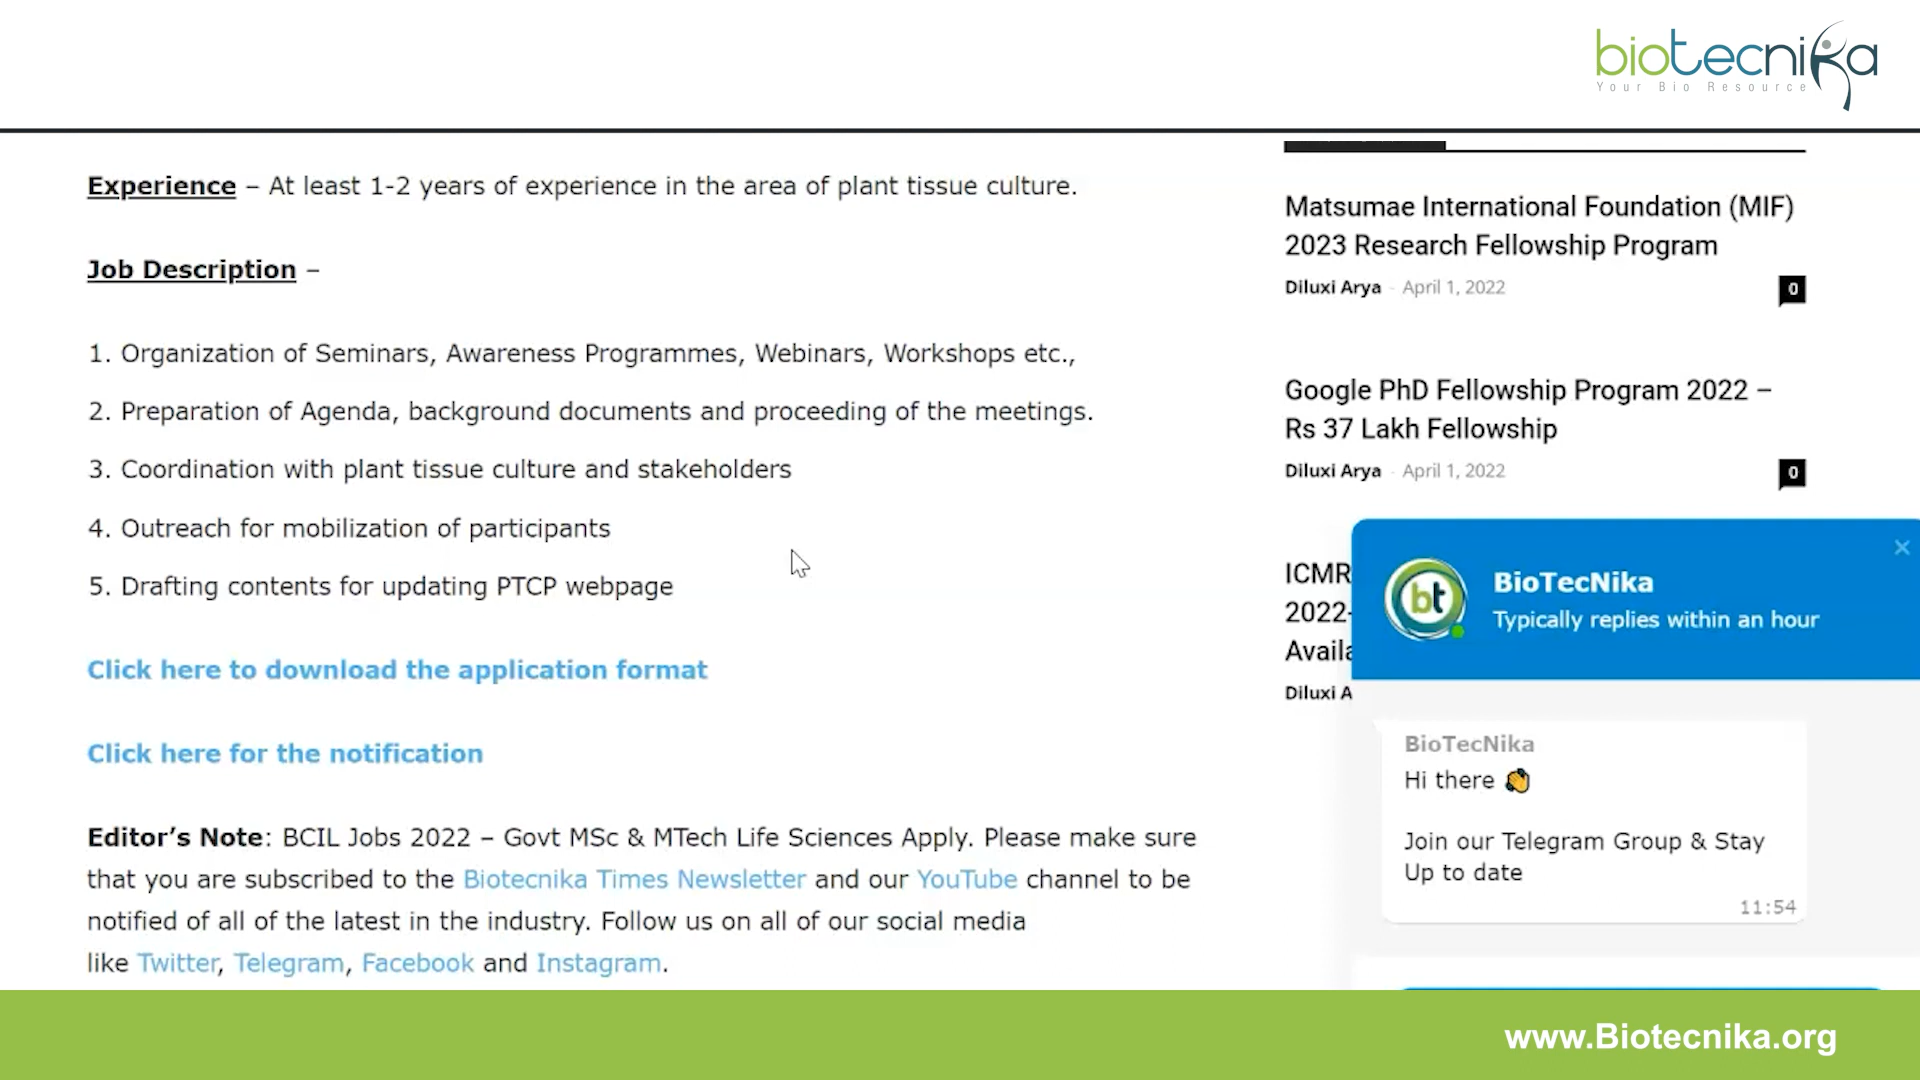 biotecnika
Your Bio Resource
Experience – At least 1-2 years of experience in the area of plant tissue culture.
Job Description –
1. Organization of Seminars, Awareness Programmes, Webinars, Workshops etc.,
2. Preparation of Agenda, background documents and proceeding of the meetings.
3. Coordination with plant tissue culture and stakeholders
4. Outreach for mobilization of participants
5. Drafting contents for updating PTCP webpage
Click here to download the application format
Click here for the notification
Editor’s Note: BCIL Jobs 2022 – Govt MSc & MTech Life Sciences Apply. Please make sure
that you are subscribed to the Biotecnika Times Newsletter and our YouTube channel to be
notified of all of the latest in the industry. Follow us on all of our social media
like Twitter, Telegram, Facebook and Instagram.
Matsumae International Foundation (MIF)
2023 Research Fellowship Program
Diluxi Arya - April 1, 2022
0
Google PhD Fellowship Program 2022 –
Rs 37 Lakh Fellowship
Diluxi Arya - April 1, 2022
0
ICMR
2022-
Availa
Diluxi A
bt
BioTecNika
Typically replies within an hour
BioTecNika
Hi there 👋
Join our Telegram Group & Stay
Up to date
11:54
www.Biotecnika.org